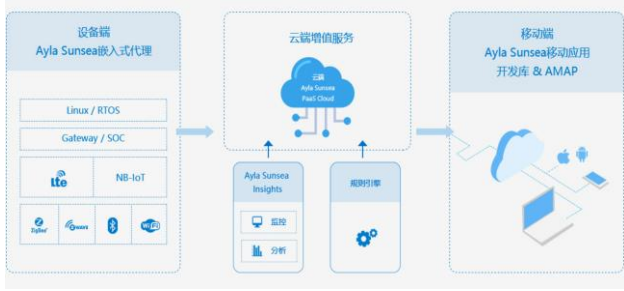 设备端
Ayla Sunsea嵌入式代理
Linux / RTOS
Gateway / SOC
lte
NB-IoT
ZigBee
Z-wave
WiFi
云端增值服务
云端
Ayla Sunsea
PaaS Cloud
Ayla Sunsea
Insights
监控
分析
规则引擎
移动端
Ayla Sunsea移动应用
开发库 & AMAP